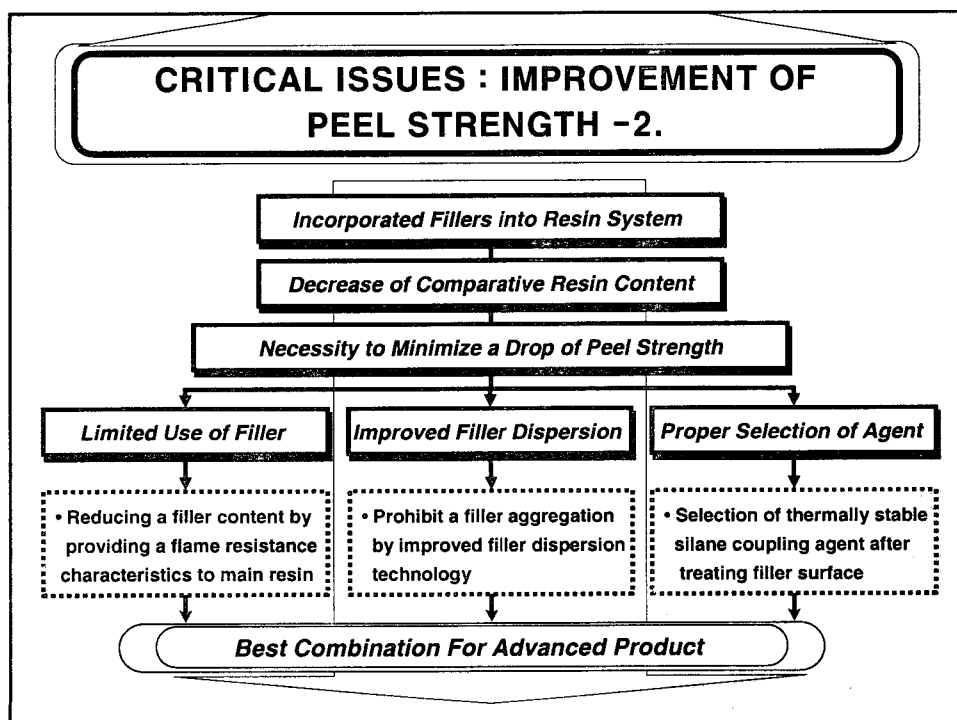 CRITICAL ISSUES : IMPROVEMENT OF
PEEL STRENGTH -2.
Incorporated Fillers into Resin System
Decrease of Comparative Resin Content
Necessity to Minimize a Drop of Peel Strength
Limited Use of Filler
• Reducing a filler content by
providing a flame resistance
characteristics to main resin
Improved Filler Dispersion
• Prohibit a filler aggregation
by improved filler dispersion
technology
Proper Selection of Agent
• Selection of thermally stable
silane coupling agent after
treating filler surface
Best Combination For Advanced Product